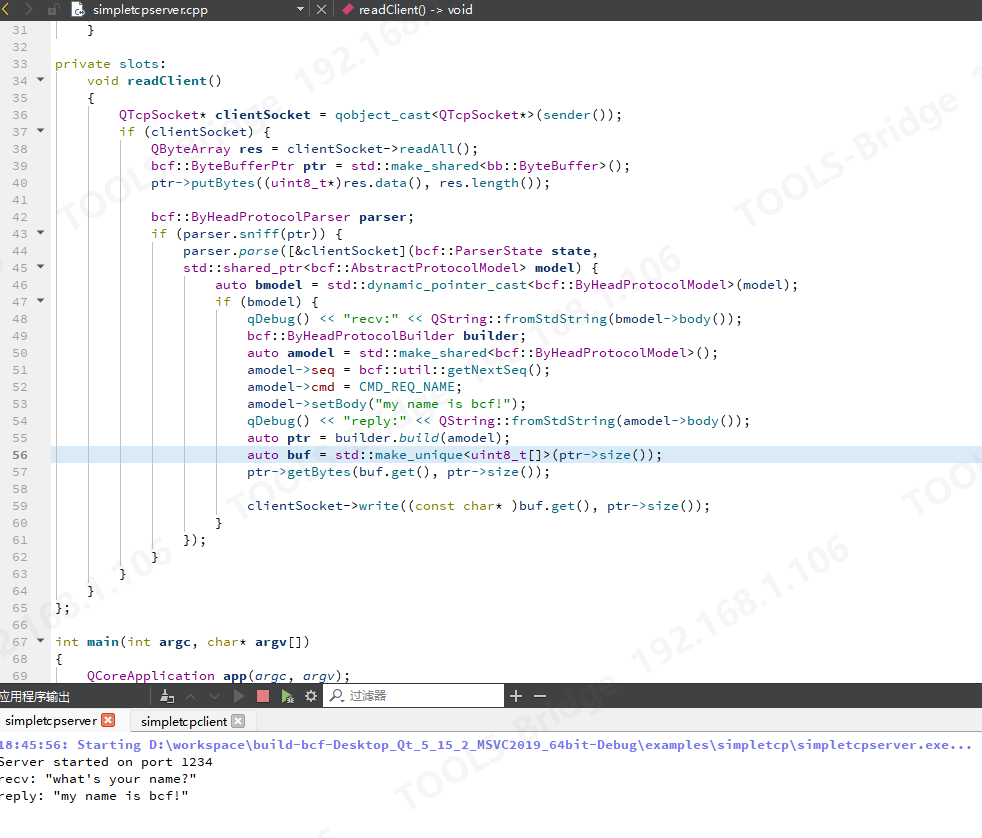 simpletcpserver.cpp readClient() -> void
31 }
32
33 private slots:
34 void readClient()
35 {
36 QTcpSocket* clientSocket = qobject_cast<QTcpSocket*>(sender());
37 if (clientSocket) {
38 QByteArray res = clientSocket->readAll();
39 bcf::ByteBufferPtr ptr = std::make_shared<bb::ByteBuffer>();
40 ptr->putBytes((uint8_t*)res.data(), res.length());
41
42 bcf::ByHeadProtocolParser parser;
43 if (parser.sniff(ptr)) {
44 parser.parse([&clientSocket](bcf::ParserState state,
45 std::shared_ptr<bcf::AbstractProtocolModel> model) {
46 auto bmodel = std::dynamic_pointer_cast<bcf::ByHeadProtocolModel>(model);
47 if (bmodel) {
48 qDebug() << "recv:" << QString::fromStdString(bmodel->body());
49 bcf::ByHeadProtocolBuilder builder;
50 auto amodel = std::make_shared<bcf::ByHeadProtocolModel>();
51 amodel->seq = bcf::util::getNextSeq();
52 amodel->cmd = CMD_REQ_NAME;
53 amodel->setBody("my name is bcf!");
54 qDebug() << "reply:" << QString::fromStdString(amodel->body());
55 auto ptr = builder.build(amodel);
56 auto buf = std::make_unique<uint8_t[]>(ptr->size());
57 ptr->getBytes(buf.get(), ptr->size());
58
59 clientSocket->write((const char* )buf.get(), ptr->size());
60 }
61 });
62 }
63 }
64 }
65 };
66
67 int main(int argc, char* argv[])
68 {
69 QCoreApplication app(argc, argv);
应用程序输出 过滤器
simpletcpserver simpletcpclient
18:45:56: Starting D:\workspace\build-bcf-Desktop_Qt_5_15_2_MSVC2019_64bit-Debug\examples\simpletcp\simpletcpserver.exe...
Server started on port 1234
recv: "what's your name?"
reply: "my name is bcf!"
TOOLS-Bridge 192.168.1.106